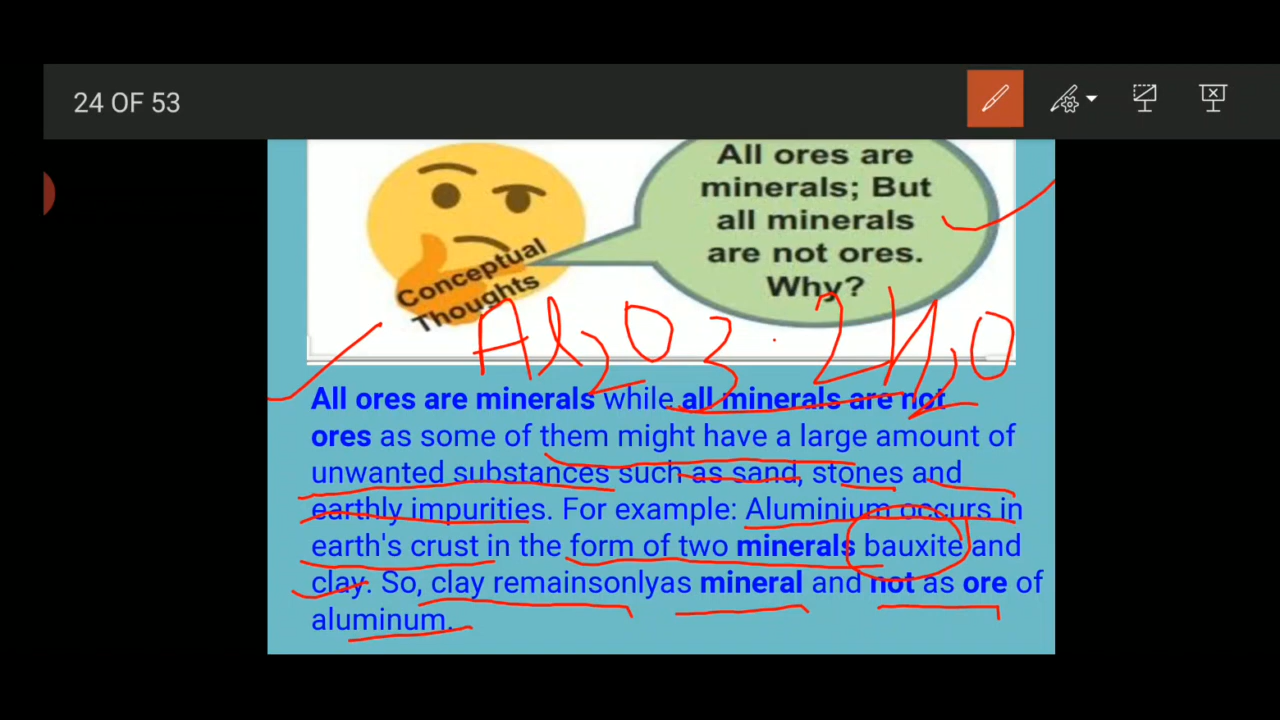 24 OF 53
All ores are
minerals; But
all minerals
are not ores.
Why?
Conceptual
Thoughts
Al2O3.2H2O
All ores are minerals while all minerals are not
ores as some of them might have a large amount of
unwanted substances such as sand, stones and
earthly impurities. For example: Aluminium occurs in
earth's crust in the form of two minerals bauxite and
clay. So, clay remainsonlyas mineral and not as ore of
aluminum.